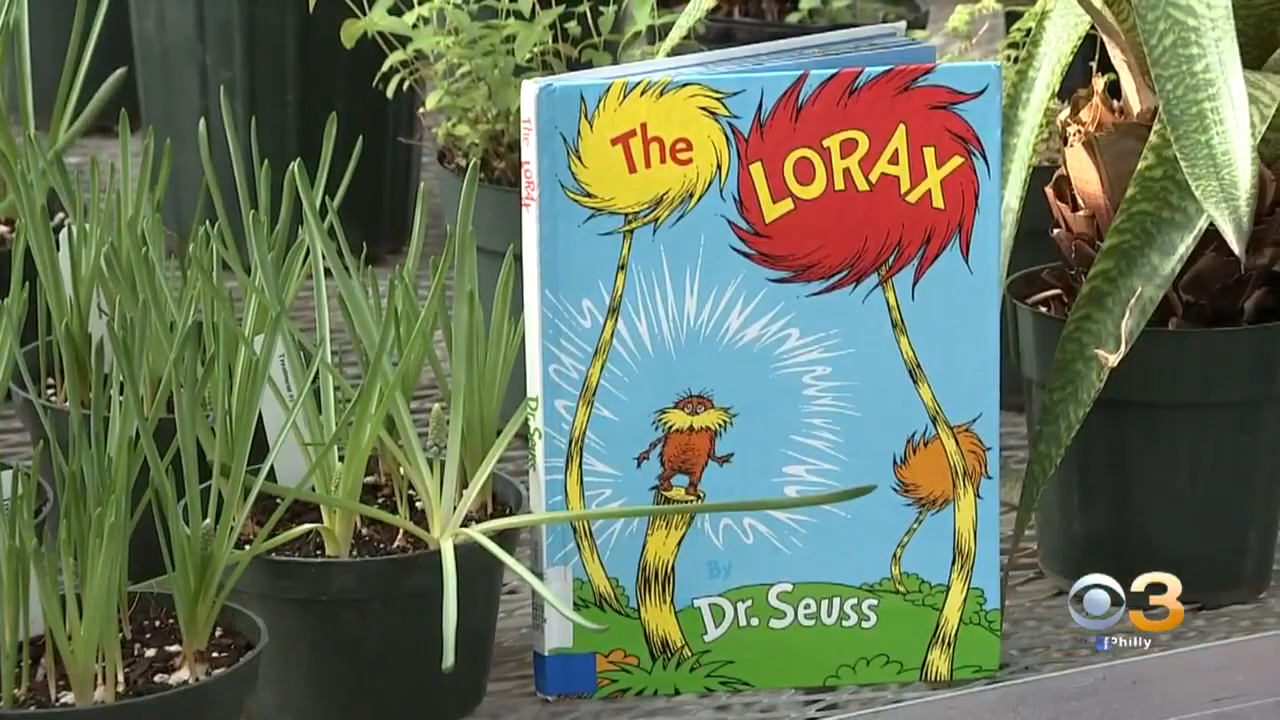 The
LORAX
By
Dr. Seuss
The LORAX
Dr. Seuss
3
Philly